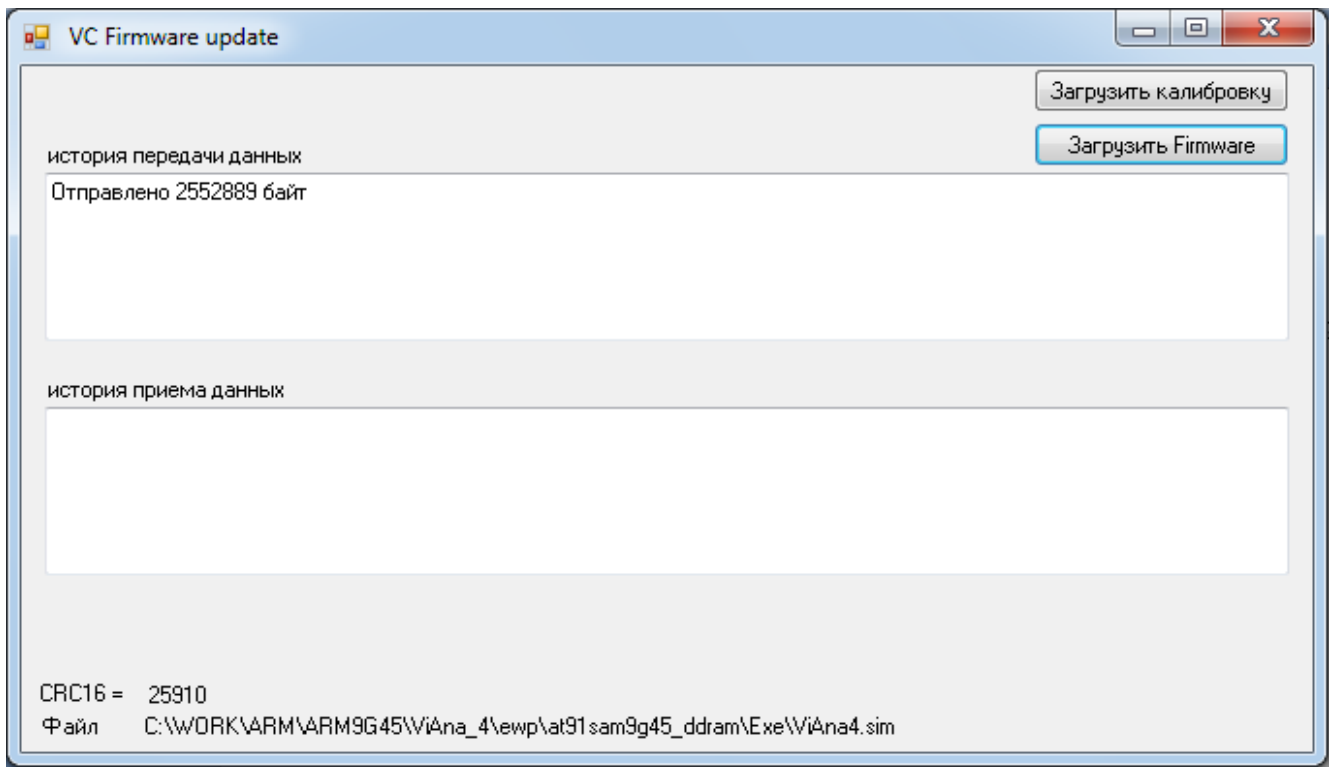 VC Firmware update
Загрузить калибровку
Загрузить Firmware
история передачи данных
Отправлено 2552889 байт
история приема данных
CRC16 = 25910
Файл C:\WORK\ARM\ARM9G45\ViAna_4\ewp\at91sam9g45_ddram\Exe\ViAna4.sim